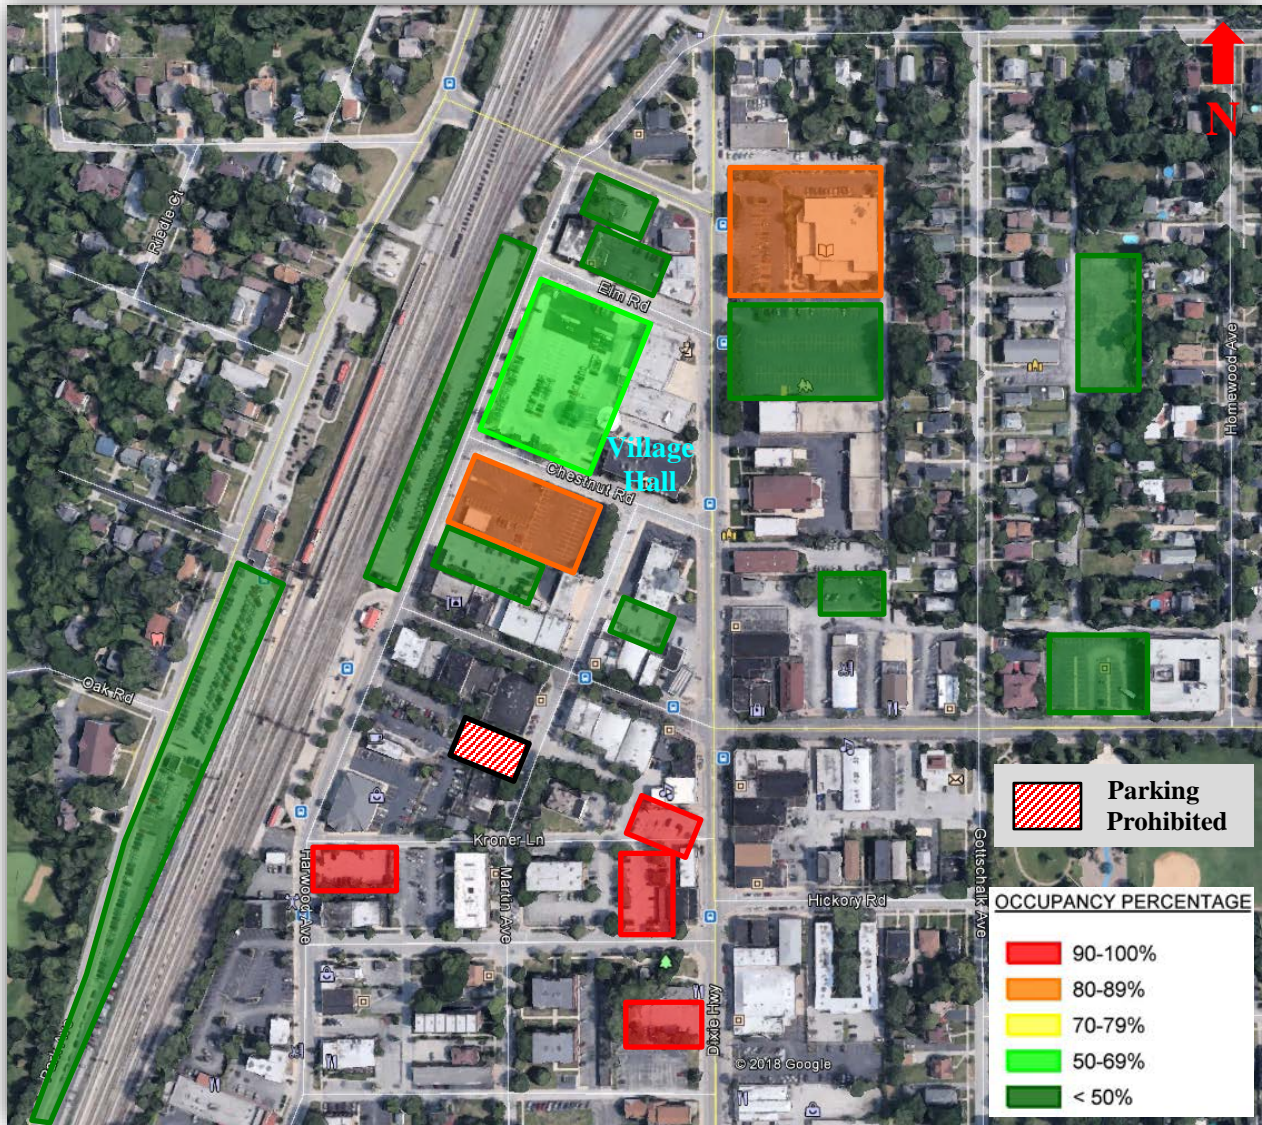 N
Riedle Ct
Elm Rd
Homewood Ave
Village
Hall
Chestnut Rd
Oak Rd
Parking
Prohibited
Kroner Ln
Harwood Ave
Martin Ave
Hickory Rd
Gottschalk Ave
Dixie Hwy
© 2018 Google
OCCUPANCY PERCENTAGE
90-100%
80-89%
70-79%
50-69%
< 50%